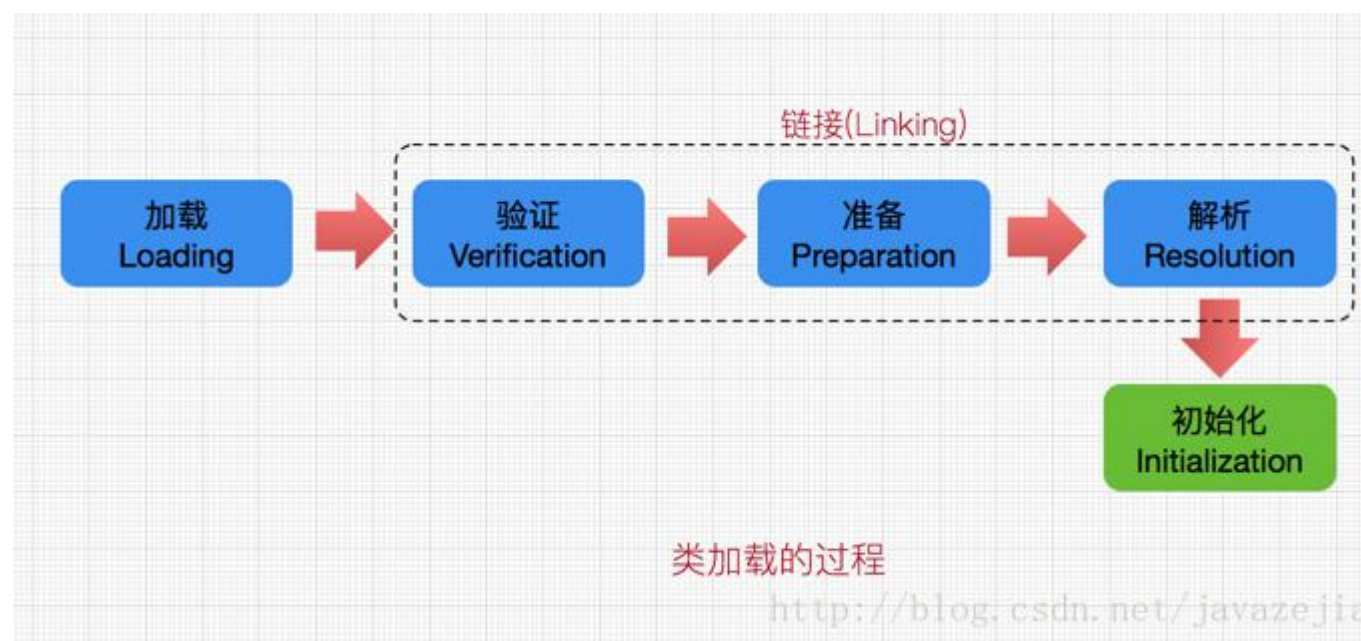 链接(Linking)
加载
Loading
验证
Verification
准备
Preparation
解析
Resolution
初始化
Initialization
类加载的过程
http://blog.csdn.net/javazejia